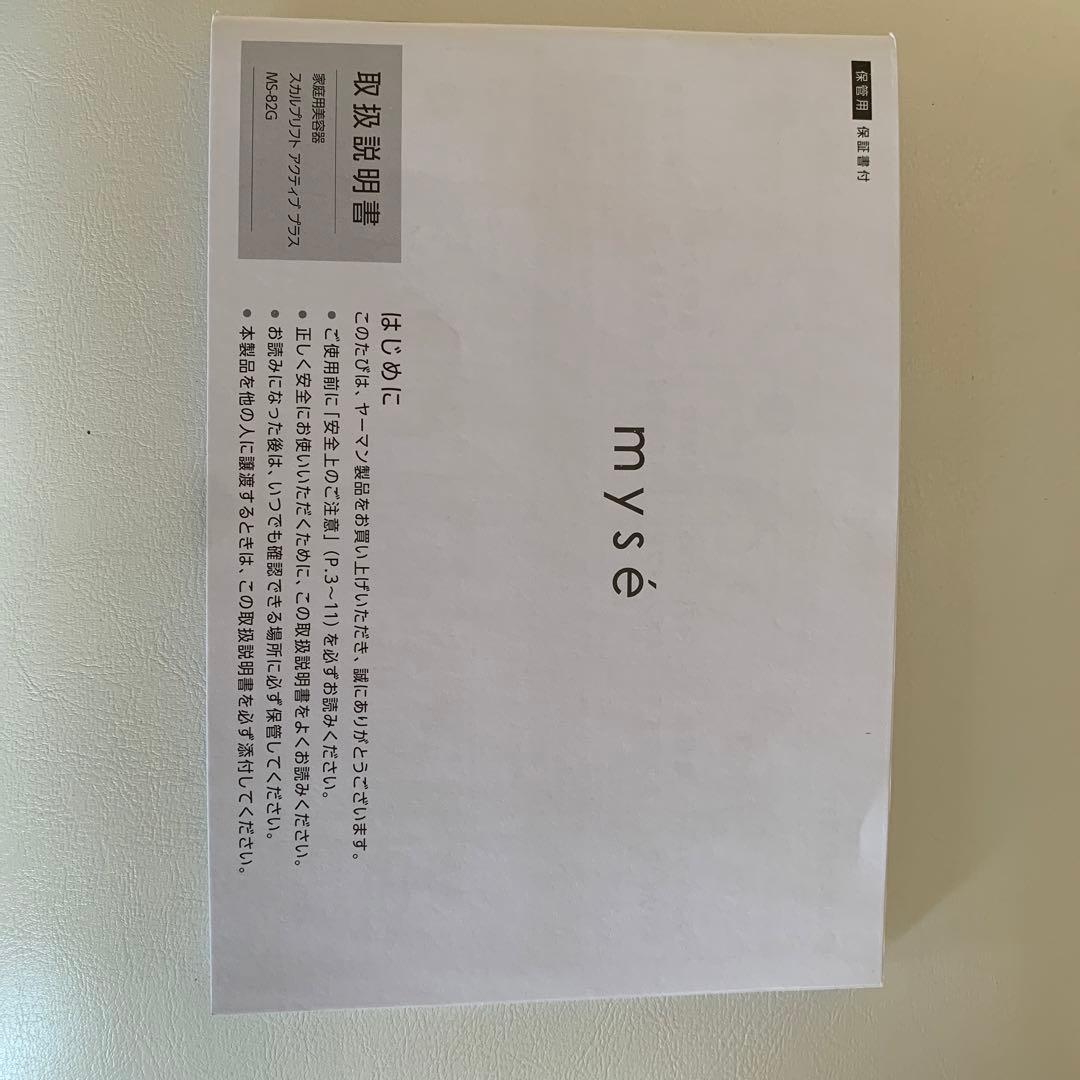 保管用 保証書付
mysé
取扱説明書
家庭用美容器
スカルプリフト アクティブ プラス
MS-82G
はじめに
このたびは、ヤーマン製品をお買い上げいただき、誠にありがとうございます。
● ご使用前に「安全上のご注意」(P.3〜11)を必ずお読みください。
● 正しく安全にお使いいただくために、この取扱説明書をよくお読みください。
● お読みになった後は、いつでも確認できる場所に必ず保管してください。
● 本製品を他の人に譲渡するときは、この取扱説明書を必ず添付してください。